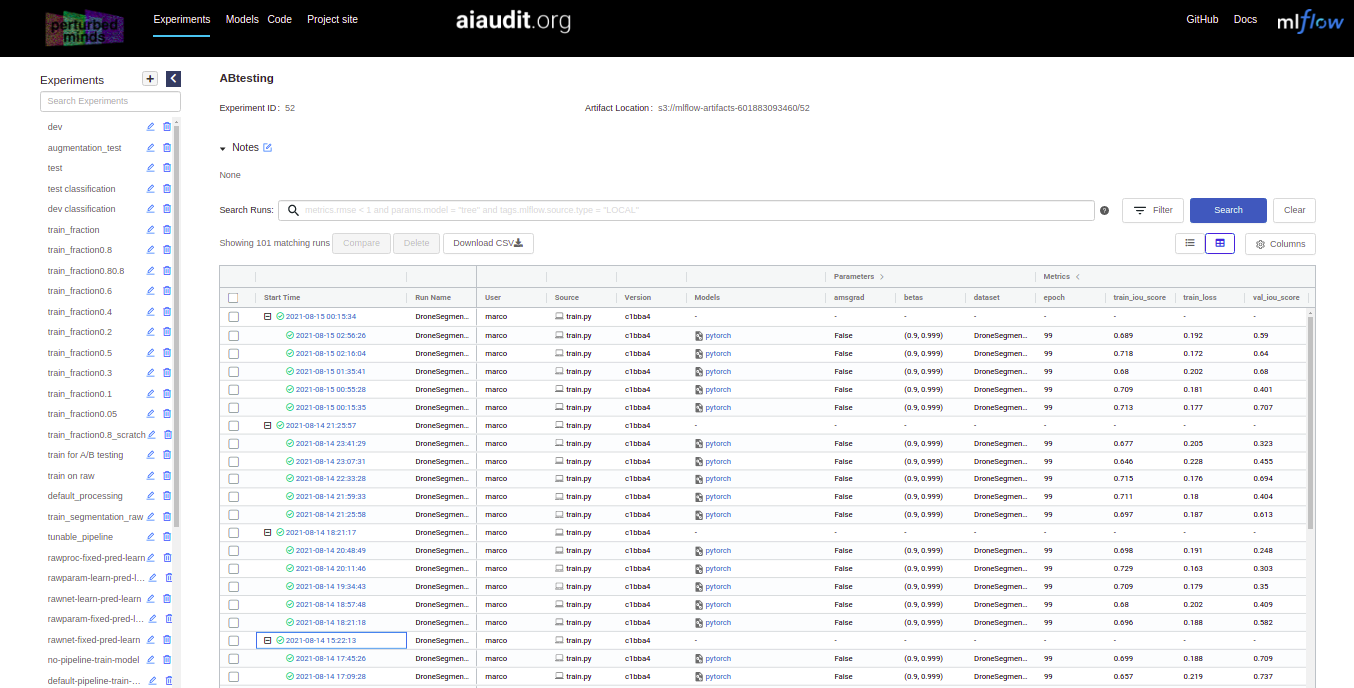 perturbed minds
Experiments Models Code Project site
aiaudit.org
GitHub Docs mlflow
Experiments
+
Search Experiments
dev
augmentation_test
test
test classification
dev classification
train_fraction
train_fraction0.8
train_fraction0.80.8
train_fraction0.6
train_fraction0.4
train_fraction0.2
train_fraction0.5
train_fraction0.3
train_fraction0.1
train_fraction0.05
train_fraction0.8_scratch
train for A/B testing
train on raw
default_processing
train_segmentation_raw
tunable_pipeline
rawproc-fixed-pred-learn
rawparam-learn-pred-l...
rawnet-learn-pred-learn
rawparam-fixed-pred-l...
rawnet-fixed-pred-learn
no-pipeline-train-model
default-pipeline-train-...
ABtesting
Experiment ID: 52 Artifact Location: s3://mlflow-artifacts-601883093460/52
Notes
None
Search Runs: metrics.rmse < 1 and params.model = "tree" and tags.mlflow.source.type = "LOCAL" ? Filter Search Clear
Showing 101 matching runs Compare Delete Download CSV Columns
Parameters > Metrics <
Start Time Run Name User Source Version Models amsgrad betas dataset epoch train_iou_score train_loss val_iou_score
2021-08-15 00:15:34 DroneSegmen... marco train.py c1bba4 - - - - - - - -
2021-08-15 02:56:26 DroneSegmen... marco train.py c1bba4 pytorch False (0.9, 0.999) DroneSegmen... 99 0.689 0.192 0.59
2021-08-15 02:16:04 DroneSegmen... marco train.py c1bba4 pytorch False (0.9, 0.999) DroneSegmen... 99 0.718 0.172 0.64
2021-08-15 01:35:41 DroneSegmen... marco train.py c1bba4 pytorch False (0.9, 0.999) DroneSegmen... 99 0.68 0.202 0.68
2021-08-15 00:55:28 DroneSegmen... marco train.py c1bba4 pytorch False (0.9, 0.999) DroneSegmen... 99 0.709 0.181 0.401
2021-08-15 00:15:35 DroneSegmen... marco train.py c1bba4 pytorch False (0.9, 0.999) DroneSegmen... 99 0.713 0.177 0.707
2021-08-14 21:25:57 DroneSegmen... marco train.py c1bba4 - - - - - - - -
2021-08-14 23:41:29 DroneSegmen... marco train.py c1bba4 pytorch False (0.9, 0.999) DroneSegmen... 99 0.677 0.205 0.323
2021-08-14 23:07:31 DroneSegmen... marco train.py c1bba4 pytorch False (0.9, 0.999) DroneSegmen... 99 0.646 0.228 0.455
2021-08-14 22:33:28 DroneSegmen... marco train.py c1bba4 pytorch False (0.9, 0.999) DroneSegmen... 99 0.715 0.176 0.694
2021-08-14 21:59:33 DroneSegmen... marco train.py c1bba4 pytorch False (0.9, 0.999) DroneSegmen... 99 0.711 0.18 0.404
2021-08-14 21:25:58 DroneSegmen... marco train.py c1bba4 pytorch False (0.9, 0.999) DroneSegmen... 99 0.697 0.187 0.613
2021-08-14 18:21:17 DroneSegmen... marco train.py c1bba4 - - - - - - - -
2021-08-14 20:48:49 DroneSegmen... marco train.py c1bba4 pytorch False (0.9, 0.999) DroneSegmen... 99 0.698 0.191 0.248
2021-08-14 20:11:46 DroneSegmen... marco train.py c1bba4 pytorch False (0.9, 0.999) DroneSegmen... 99 0.729 0.163 0.303
2021-08-14 19:34:43 DroneSegmen... marco train.py c1bba4 pytorch False (0.9, 0.999) DroneSegmen... 99 0.709 0.179 0.35
2021-08-14 18:57:48 DroneSegmen... marco train.py c1bba4 pytorch False (0.9, 0.999) DroneSegmen... 99 0.68 0.202 0.409
2021-08-14 18:21:18 DroneSegmen... marco train.py c1bba4 pytorch False (0.9, 0.999) DroneSegmen... 99 0.696 0.188 0.582
2021-08-14 15:22:13 DroneSegmen... marco train.py c1bba4 - - - - - - - -
2021-08-14 17:45:26 DroneSegmen... marco train.py c1bba4 pytorch False (0.9, 0.999) DroneSegmen... 99 0.699 0.188 0.709
2021-08-14 17:09:28 DroneSegmen... marco train.py c1bba4 pytorch False (0.9, 0.999) DroneSegmen... 99 0.657 0.219 0.737